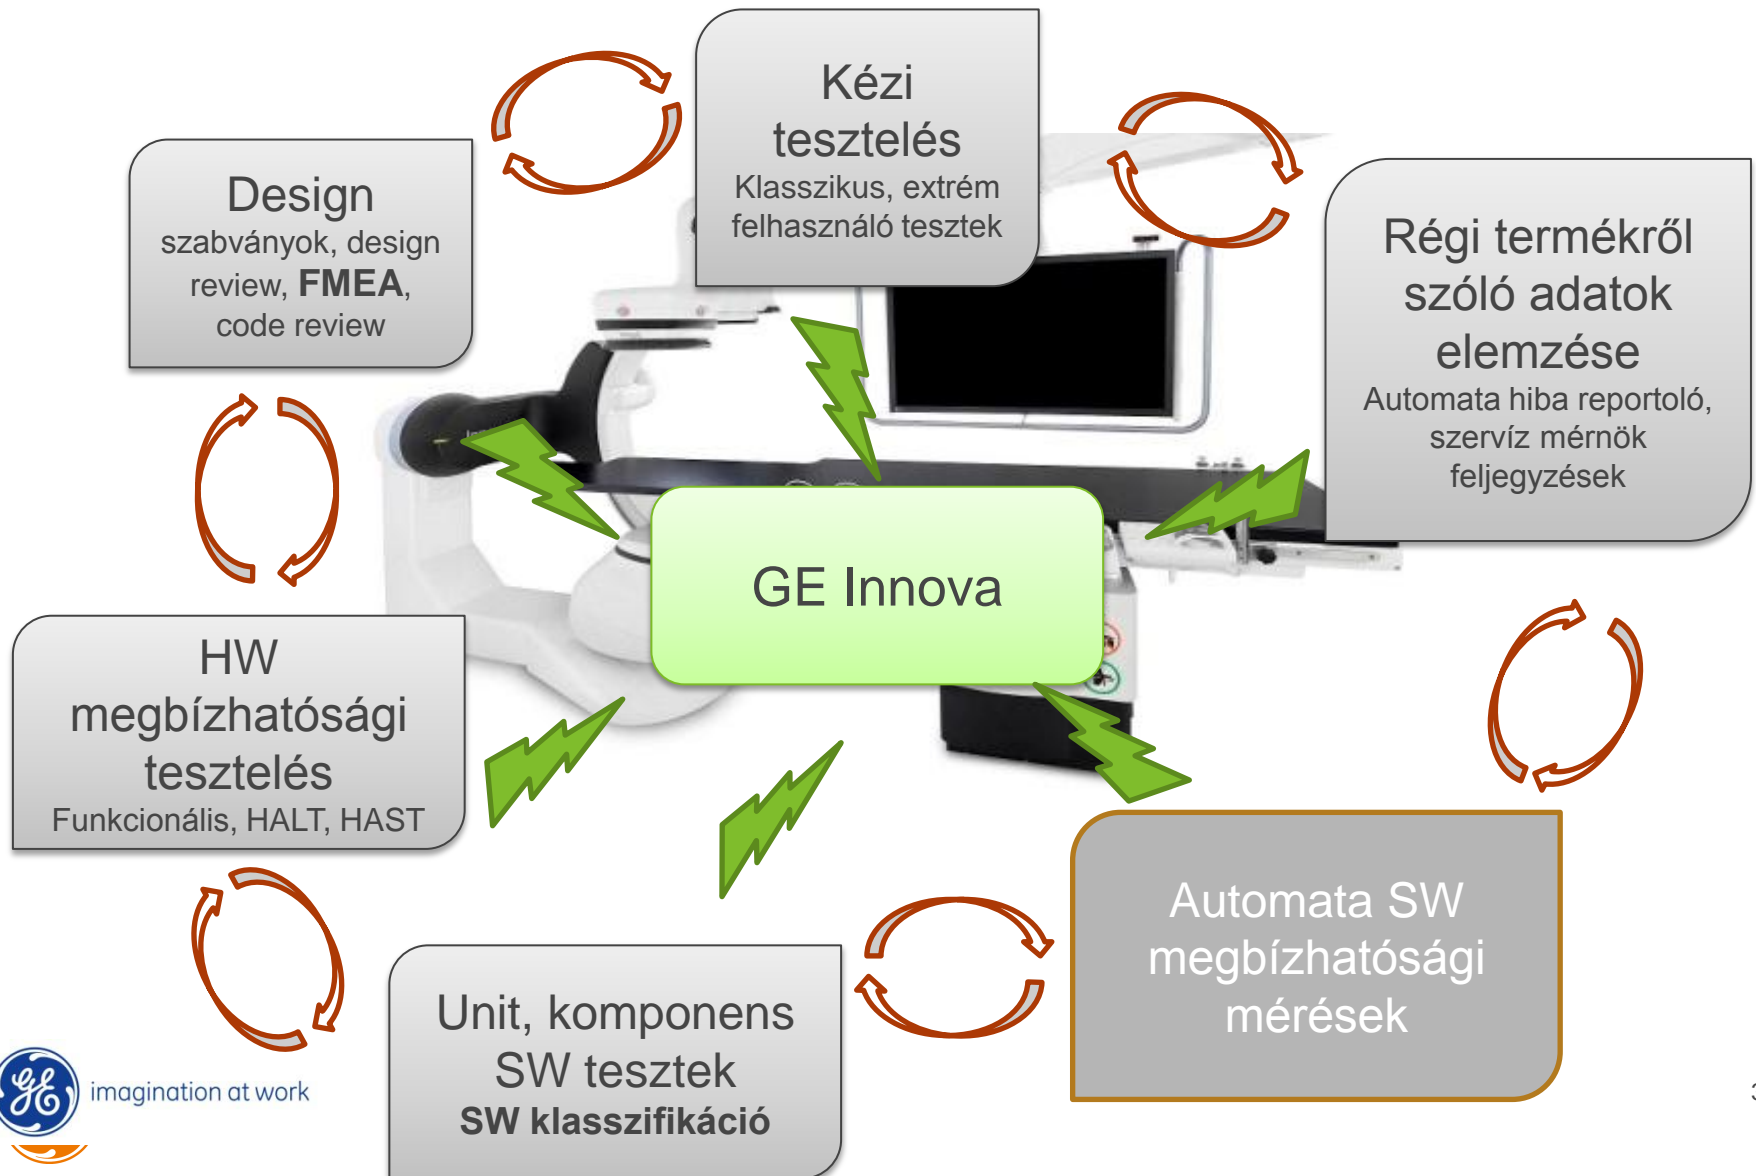 Kézi
tesztelés
Klasszikus, extrém
felhasználó tesztek
Design
szabványok, design
review, FMEA,
code review
Régi termékről
szóló adatok
elemzése
Automata hiba reportoló,
szervíz mérnök
feljegyzések
GE Innova
HW
megbízhatósági
tesztelés
Funkcionális, HALT, HAST
Automata SW
megbízhatósági
mérések
Unit, komponens
SW tesztek
SW klasszifikáció
GE
imagination at work